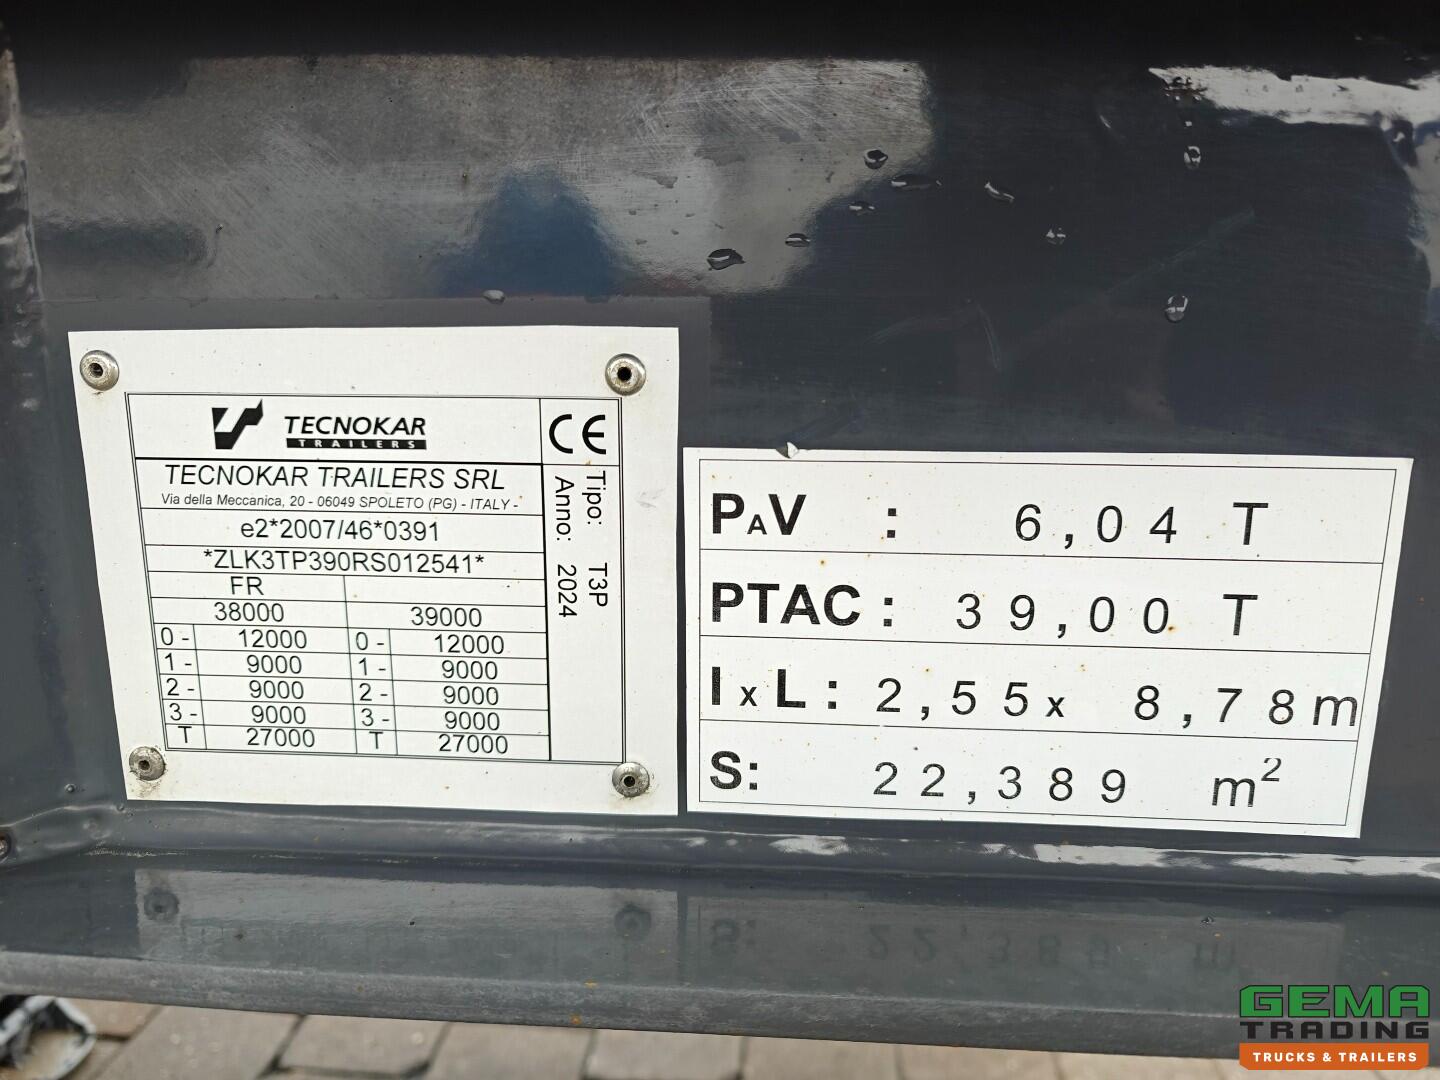 TECNOKAR
TRAILERS
CE
TECNOKAR TRAILERS SRL
Via della Meccanica, 20 - 06049 SPOLETO (PG) - ITALY -
e2*2007/46*0391
*ZLK3TP390RS012541*
FR
38000 39000
0 - 12000 0 - 12000
1 - 9000 1 - 9000
2 - 9000 2 - 9000
3 - 9000 3 - 9000
T 27000 T 27000
Tipo: T3P
Anno: 2024
PAV : 6,04 T
PTAC : 39,00 T
l x L : 2,55 x 8,78 m
S: 22,389 m²
GEMA
TRADING
TRUCKS & TRAILERS